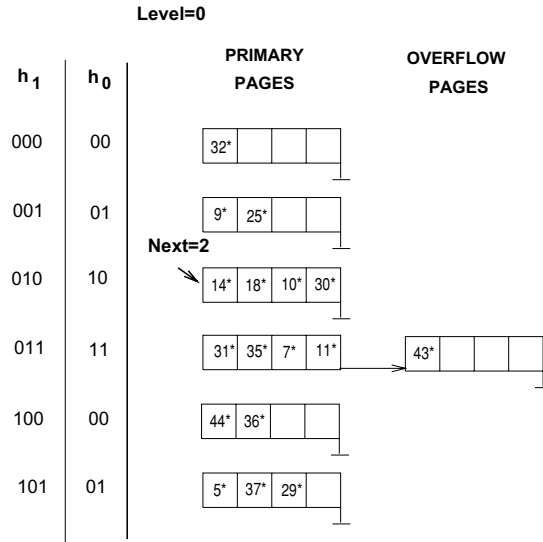 Level=0
h1 h0 PRIMARY PAGES OVERFLOW PAGES
000 00 32*
001 01 9* 25*
Next=2
010 10 14* 18* 10* 30*
011 11 31* 35* 7* 11* 43*
100 00 44* 36*
101 01 5* 37* 29*